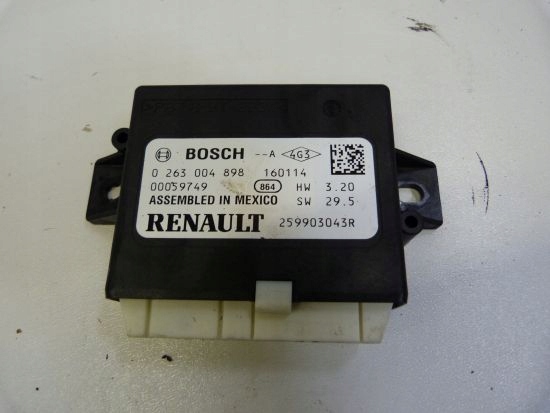 BOSCH --A 4G3
0 263 004 898 160114
00059749 864 HW 3.20
ASSEMBLED IN MEXICO SW 29.5
RENAULT 259903043R